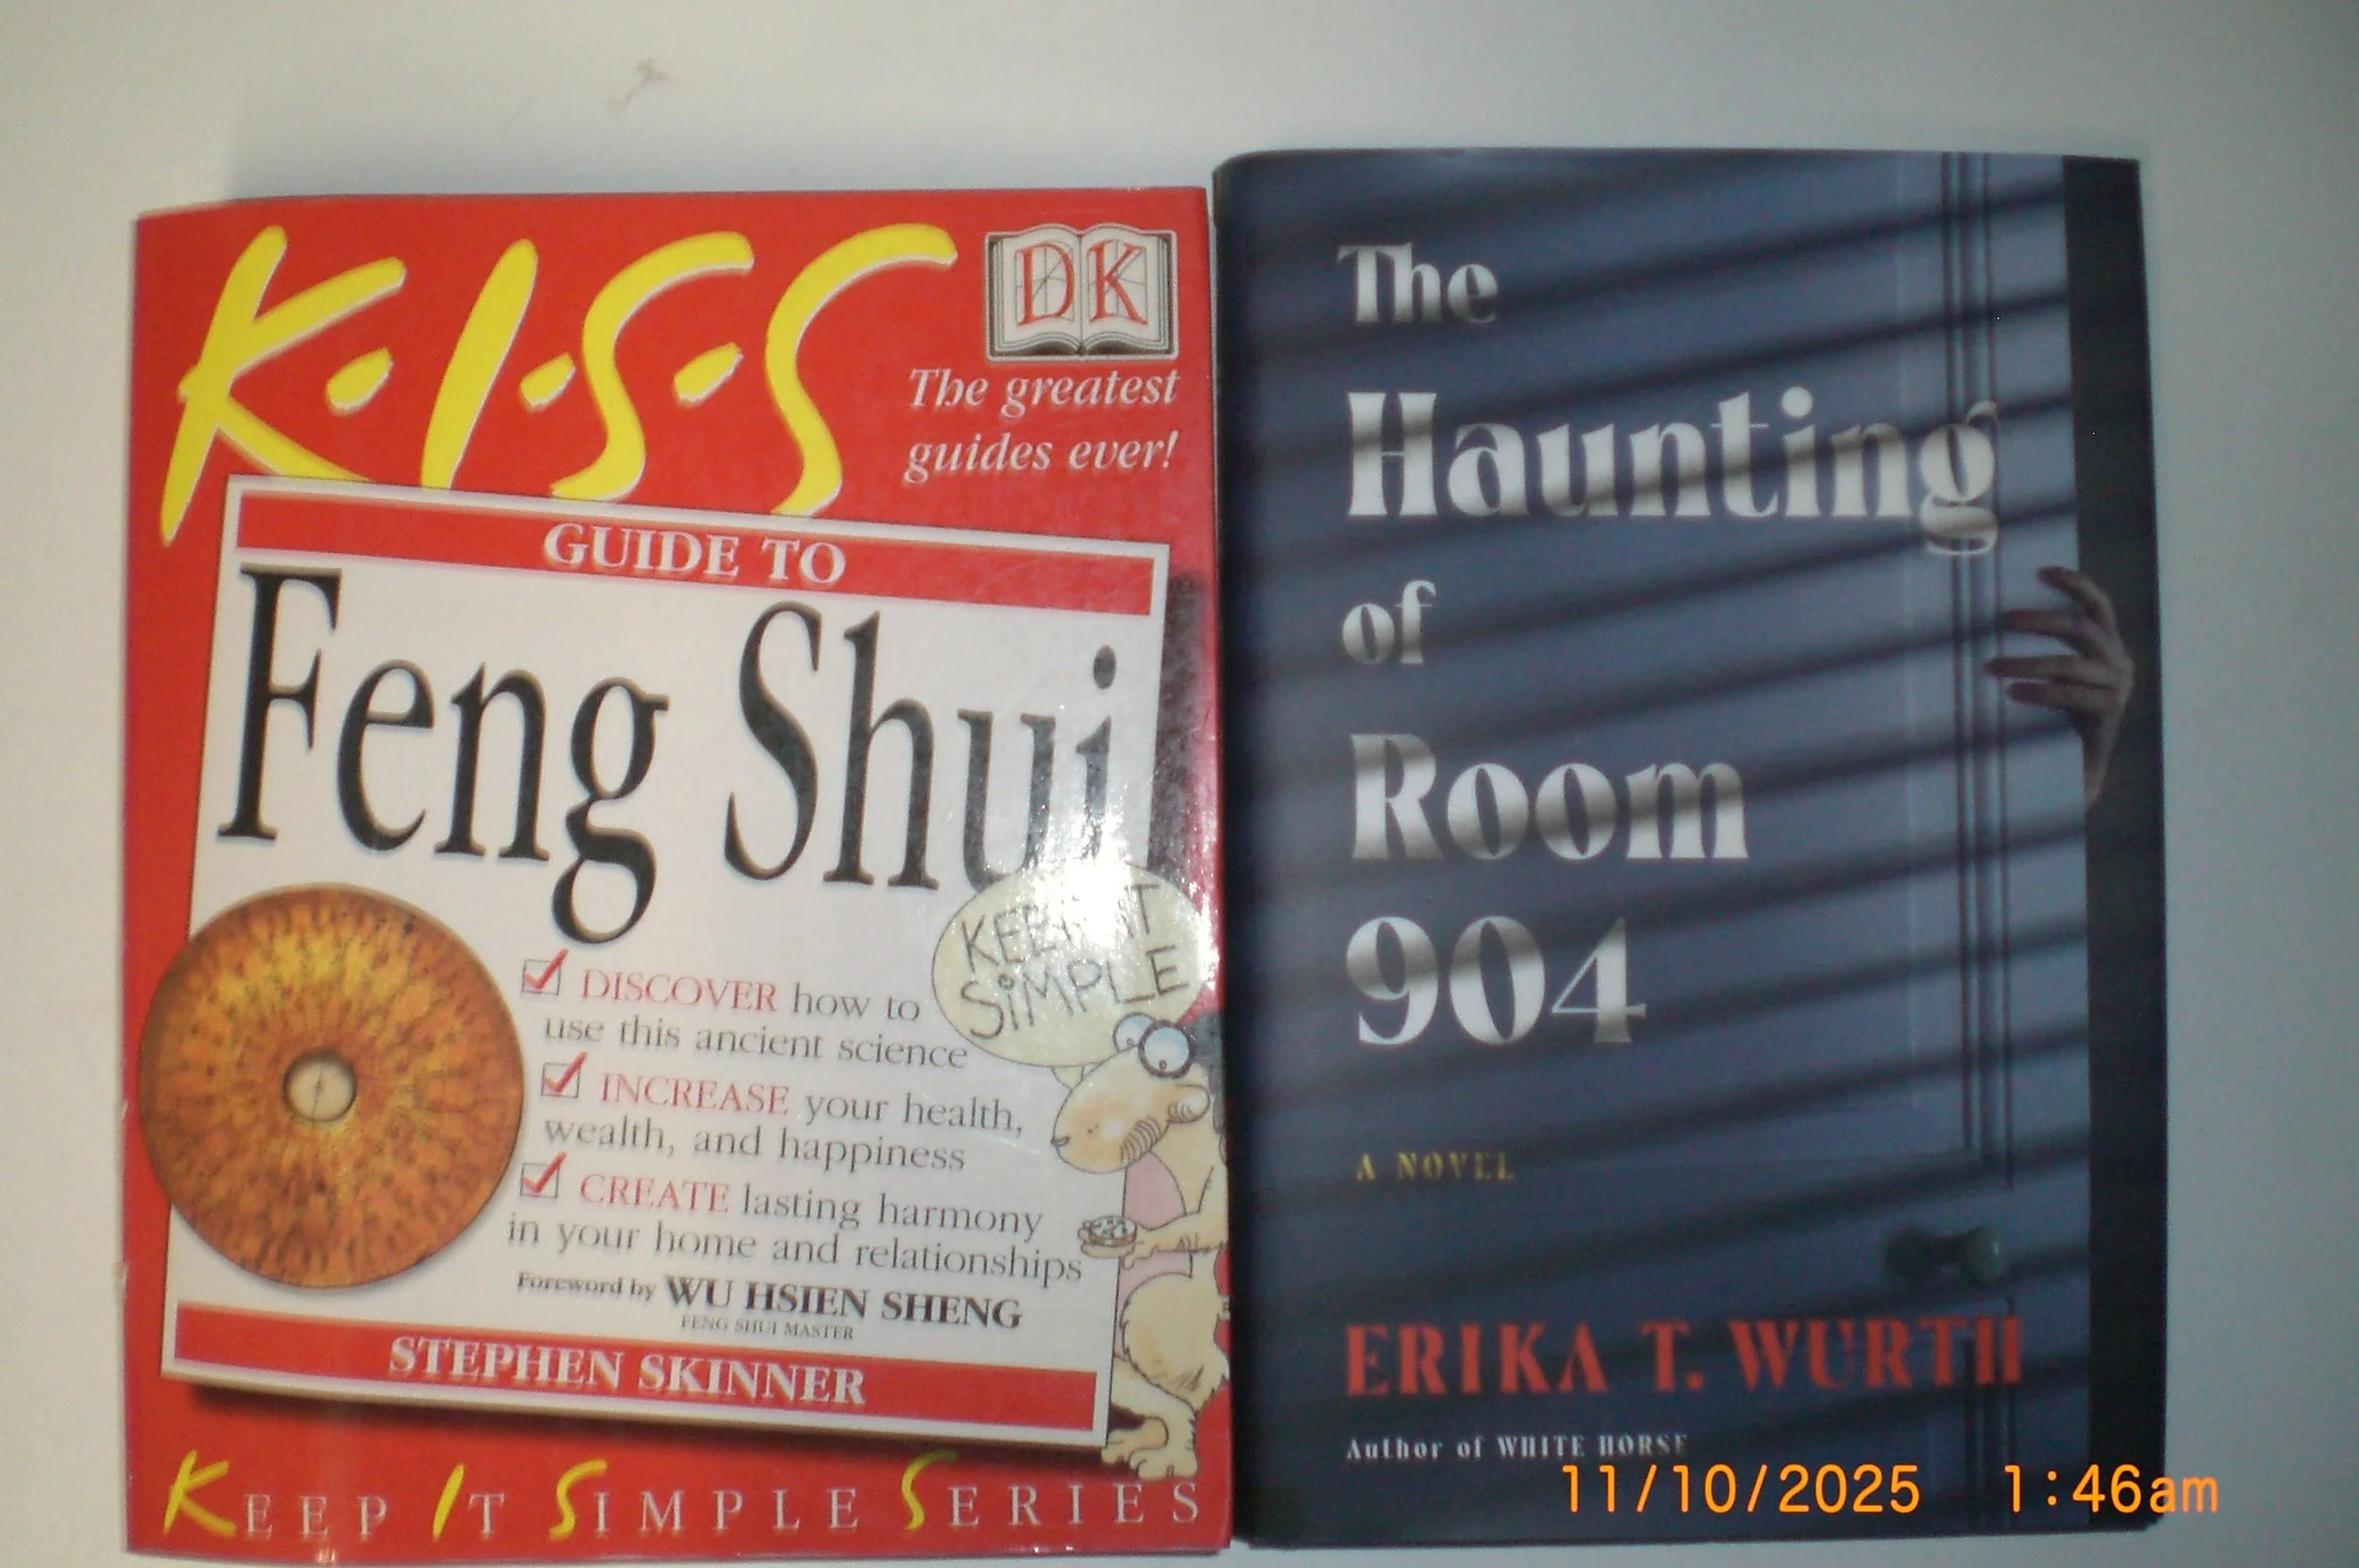 K·I·S·S
DK
The greatest
guides ever!
GUIDE TO
Feng Shui
KEEP IT
SiMPLE
DISCOVER how to
use this ancient science
INCREASE your health,
wealth, and happiness
CREATE lasting harmony
in your home and relationships
Foreword by WU HSIEN SHENG
FENG SHUI MASTER
STEPHEN SKINNER
KEEP IT SIMPLE SERIES
The
Haunting
of
Room
904
A NOVEL
ERIKA T. WURTH
Author of WHITE HORSE
11/10/2025 1:46am